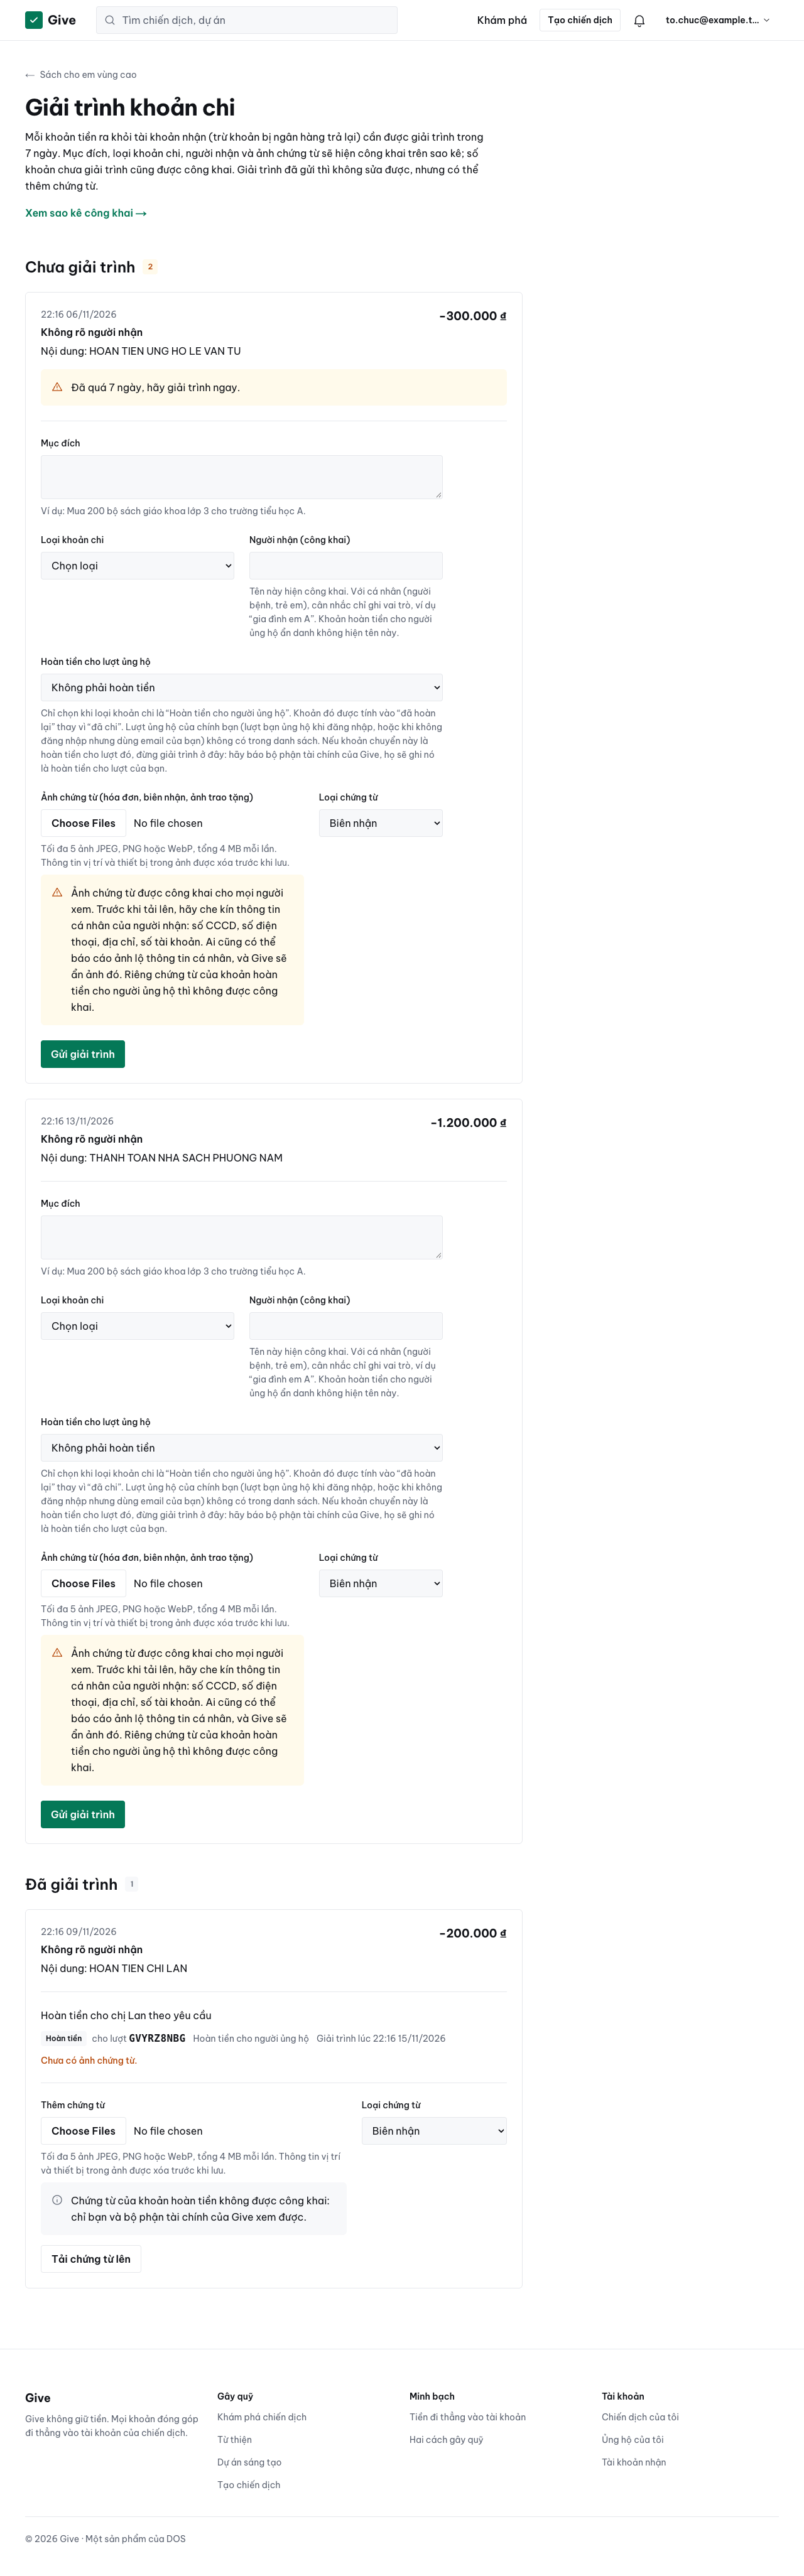 Give
Tìm chiến dịch, dự án
Khám phá
Tạo chiến dịch
to.chuc@example.t...
Sách cho em vùng cao
Giải trình khoản chi
Mỗi khoản tiền ra khỏi tài khoản nhận (trừ khoản bị ngân hàng trả lại) cần được giải trình trong
7 ngày. Mục đích, loại khoản chi, người nhận và ảnh chứng từ sẽ hiện công khai trên sao kê; số
khoản chưa giải trình cũng được công khai. Giải trình đã gửi thì không sửa được, nhưng có thể
thêm chứng từ.
Xem sao kê công khai →
Chưa giải trình 2
22:16 06/11/2026
-300.000 ₫
Không rõ người nhận
Nội dung: HOAN TIEN UNG HO LE VAN TU
Đã quá 7 ngày, hãy giải trình ngay.
Mục đích
Ví dụ: Mua 200 bộ sách giáo khoa lớp 3 cho trường tiểu học A.
Loại khoản chi
Người nhận (công khai)
Chọn loại
Tên này hiện công khai. Với cá nhân (người
bệnh, trẻ em), cân nhắc chỉ ghi vai trò, ví dụ
“gia đình em A”. Khoản hoàn tiền cho người
ủng hộ ẩn danh không hiện tên này.
Hoàn tiền cho lượt ủng hộ
Không phải hoàn tiền
Chỉ chọn khi loại khoản chi là “Hoàn tiền cho người ủng hộ”. Khoản đó được tính vào “đã hoàn
lại” thay vì “đã chi”. Lượt ủng hộ của chính bạn (lượt bạn ủng hộ khi đăng nhập, hoặc khi không
đăng nhập nhưng dùng email của bạn) không có trong danh sách. Nếu khoản chuyển này là
hoàn tiền cho lượt đó, đừng giải trình ở đây: hãy báo bộ phận tài chính của Give, họ sẽ ghi nó
là hoàn tiền cho lượt của bạn.
Ảnh chứng từ (hóa đơn, biên nhận, ảnh trao tặng)
Loại chứng từ
Choose Files No file chosen
Biên nhận
Tối đa 5 ảnh JPEG, PNG hoặc WebP, tổng 4 MB mỗi lần.
Thông tin vị trí và thiết bị trong ảnh được xóa trước khi lưu.
Ảnh chứng từ được công khai cho mọi người
xem. Trước khi tải lên, hãy che kín thông tin
cá nhân của người nhận: số CCCD, số điện
thoại, địa chỉ, số tài khoản. Ai cũng có thể
báo cáo ảnh lộ thông tin cá nhân, và Give sẽ
ẩn ảnh đó. Riêng chứng từ của khoản hoàn
tiền cho người ủng hộ thì không được công
khai.
Gửi giải trình
22:16 13/11/2026
-1.200.000 ₫
Không rõ người nhận
Nội dung: THANH TOAN NHA SACH PHUONG NAM
Mục đích
Ví dụ: Mua 200 bộ sách giáo khoa lớp 3 cho trường tiểu học A.
Loại khoản chi
Người nhận (công khai)
Chọn loại
Tên này hiện công khai. Với cá nhân (người
bệnh, trẻ em), cân nhắc chỉ ghi vai trò, ví dụ
“gia đình em A”. Khoản hoàn tiền cho người
ủng hộ ẩn danh không hiện tên này.
Hoàn tiền cho lượt ủng hộ
Không phải hoàn tiền
Chỉ chọn khi loại khoản chi là “Hoàn tiền cho người ủng hộ”. Khoản đó được tính vào “đã hoàn
lại” thay vì “đã chi”. Lượt ủng hộ của chính bạn (lượt bạn ủng hộ khi đăng nhập, hoặc khi không
đăng nhập nhưng dùng email của bạn) không có trong danh sách. Nếu khoản chuyển này là
hoàn tiền cho lượt đó, đừng giải trình ở đây: hãy báo bộ phận tài chính của Give, họ sẽ ghi nó
là hoàn tiền cho lượt của bạn.
Ảnh chứng từ (hóa đơn, biên nhận, ảnh trao tặng)
Loại chứng từ
Choose Files No file chosen
Biên nhận
Tối đa 5 ảnh JPEG, PNG hoặc WebP, tổng 4 MB mỗi lần.
Thông tin vị trí và thiết bị trong ảnh được xóa trước khi lưu.
Ảnh chứng từ được công khai cho mọi người
xem. Trước khi tải lên, hãy che kín thông tin
cá nhân của người nhận: số CCCD, số điện
thoại, địa chỉ, số tài khoản. Ai cũng có thể
báo cáo ảnh lộ thông tin cá nhân, và Give sẽ
ẩn ảnh đó. Riêng chứng từ của khoản hoàn
tiền cho người ủng hộ thì không được công
khai.
Gửi giải trình
Đã giải trình 1
22:16 09/11/2026
-200.000 ₫
Không rõ người nhận
Nội dung: HOAN TIEN CHI LAN
Hoàn tiền cho chị Lan theo yêu cầu
Hoàn tiền cho lượt GVYRZ8NBG Hoàn tiền cho người ủng hộ Giải trình lúc 22:16 15/11/2026
Chưa có ảnh chứng từ.
Thêm chứng từ
Loại chứng từ
Choose Files No file chosen
Biên nhận
Tối đa 5 ảnh JPEG, PNG hoặc WebP, tổng 4 MB mỗi lần. Thông tin vị trí
và thiết bị trong ảnh được xóa trước khi lưu.
Chứng từ của khoản hoàn tiền không được công khai:
chỉ bạn và bộ phận tài chính của Give xem được.
Tải chứng từ lên
Give
Give không giữ tiền. Mọi khoản đóng góp
đi thẳng vào tài khoản của chiến dịch.
Gây quỹ
Khám phá chiến dịch
Từ thiện
Dự án sáng tạo
Tạo chiến dịch
Minh bạch
Tiền đi thẳng vào tài khoản
Hai cách gây quỹ
Tài khoản
Chiến dịch của tôi
Ủng hộ của tôi
Tài khoản nhận
© 2026 Give · Một sản phẩm của DOS